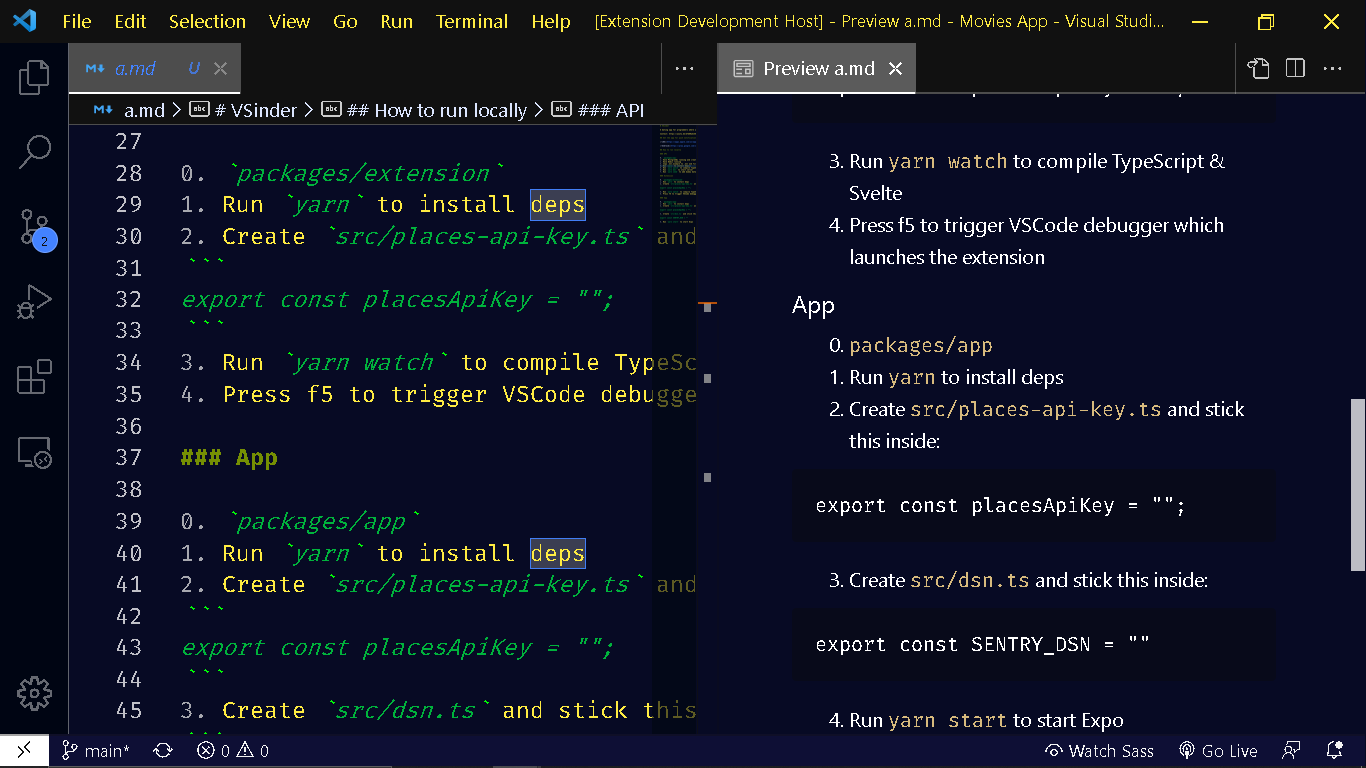 File Edit Selection View Go Run Terminal Help [Extension Development Host] - Preview a.md - Movies App - Visual Studi...
a.md U
Preview a.md
a.md > # VSinder > ## How to run locally > ### API
27
28 0. `packages/extension`
29 1. Run `yarn` to install deps
30 2. Create `src/places-api-key.ts` and
31 ```
32 export const placesApiKey = "";
33 ```
34 3. Run `yarn watch` to compile TypeSc
35 4. Press f5 to trigger VSCode debugge
36
37 ### App
38
39 0. `packages/app`
40 1. Run `yarn` to install deps
41 2. Create `src/places-api-key.ts` and
42 ```
43 export const placesApiKey = "";
44 ```
45 3. Create `src/dsn.ts` and stick this
3. Run yarn watch to compile TypeScript &
Svelte
4. Press f5 to trigger VSCode debugger which
launches the extension
App
0. packages/app
1. Run yarn to install deps
2. Create src/places-api-key.ts and stick
this inside:
export const placesApiKey = "";
3. Create src/dsn.ts and stick this inside:
export const SENTRY_DSN = ""
4. Run yarn start to start Expo
2
main* 0 0 Watch Sass Go Live